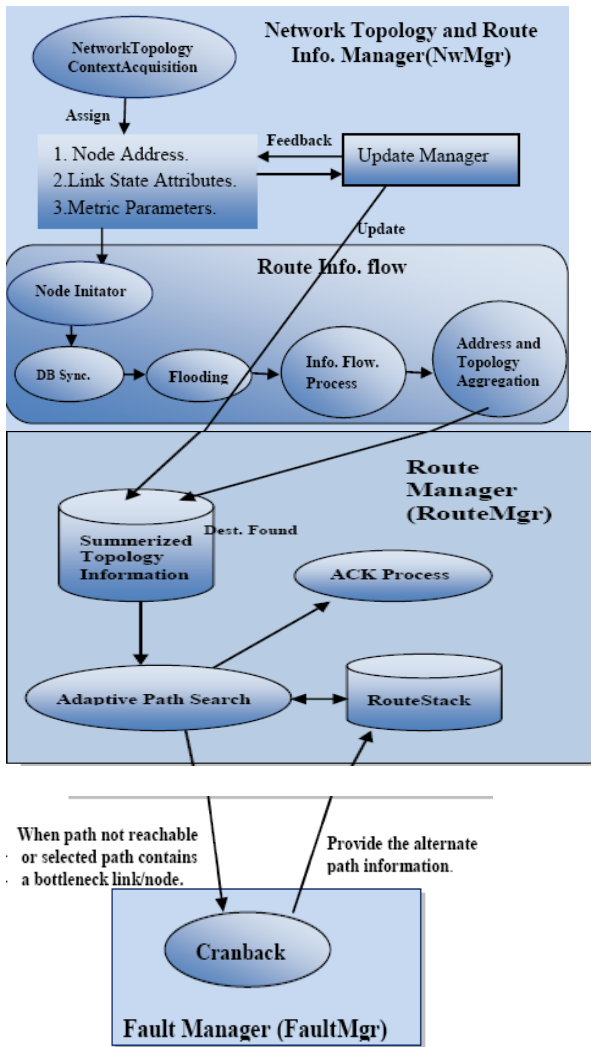 Network Topology and Route
Info. Manager(NwMgr)
NetworkTopology
ContextAcquisition
Assign
1. Node Address.
2.Link State Attributes.
3.Metric Parameters.
Feedback
Update Manager
Update
Route Info. flow
Node Initator
DB Sync.
Flooding
Info. Flow.
Process
Address and
Topology
Aggregation
Route
Manager
(RouteMgr)
Dest. Found
Summerized
Topology
Information
ACK Process
Adaptive Path Search
RouteStack
When path not reachable
or selected path contains
a bottleneck link/node.
Provide the alternate
path information.
Cranback
Fault Manager (FaultMgr)